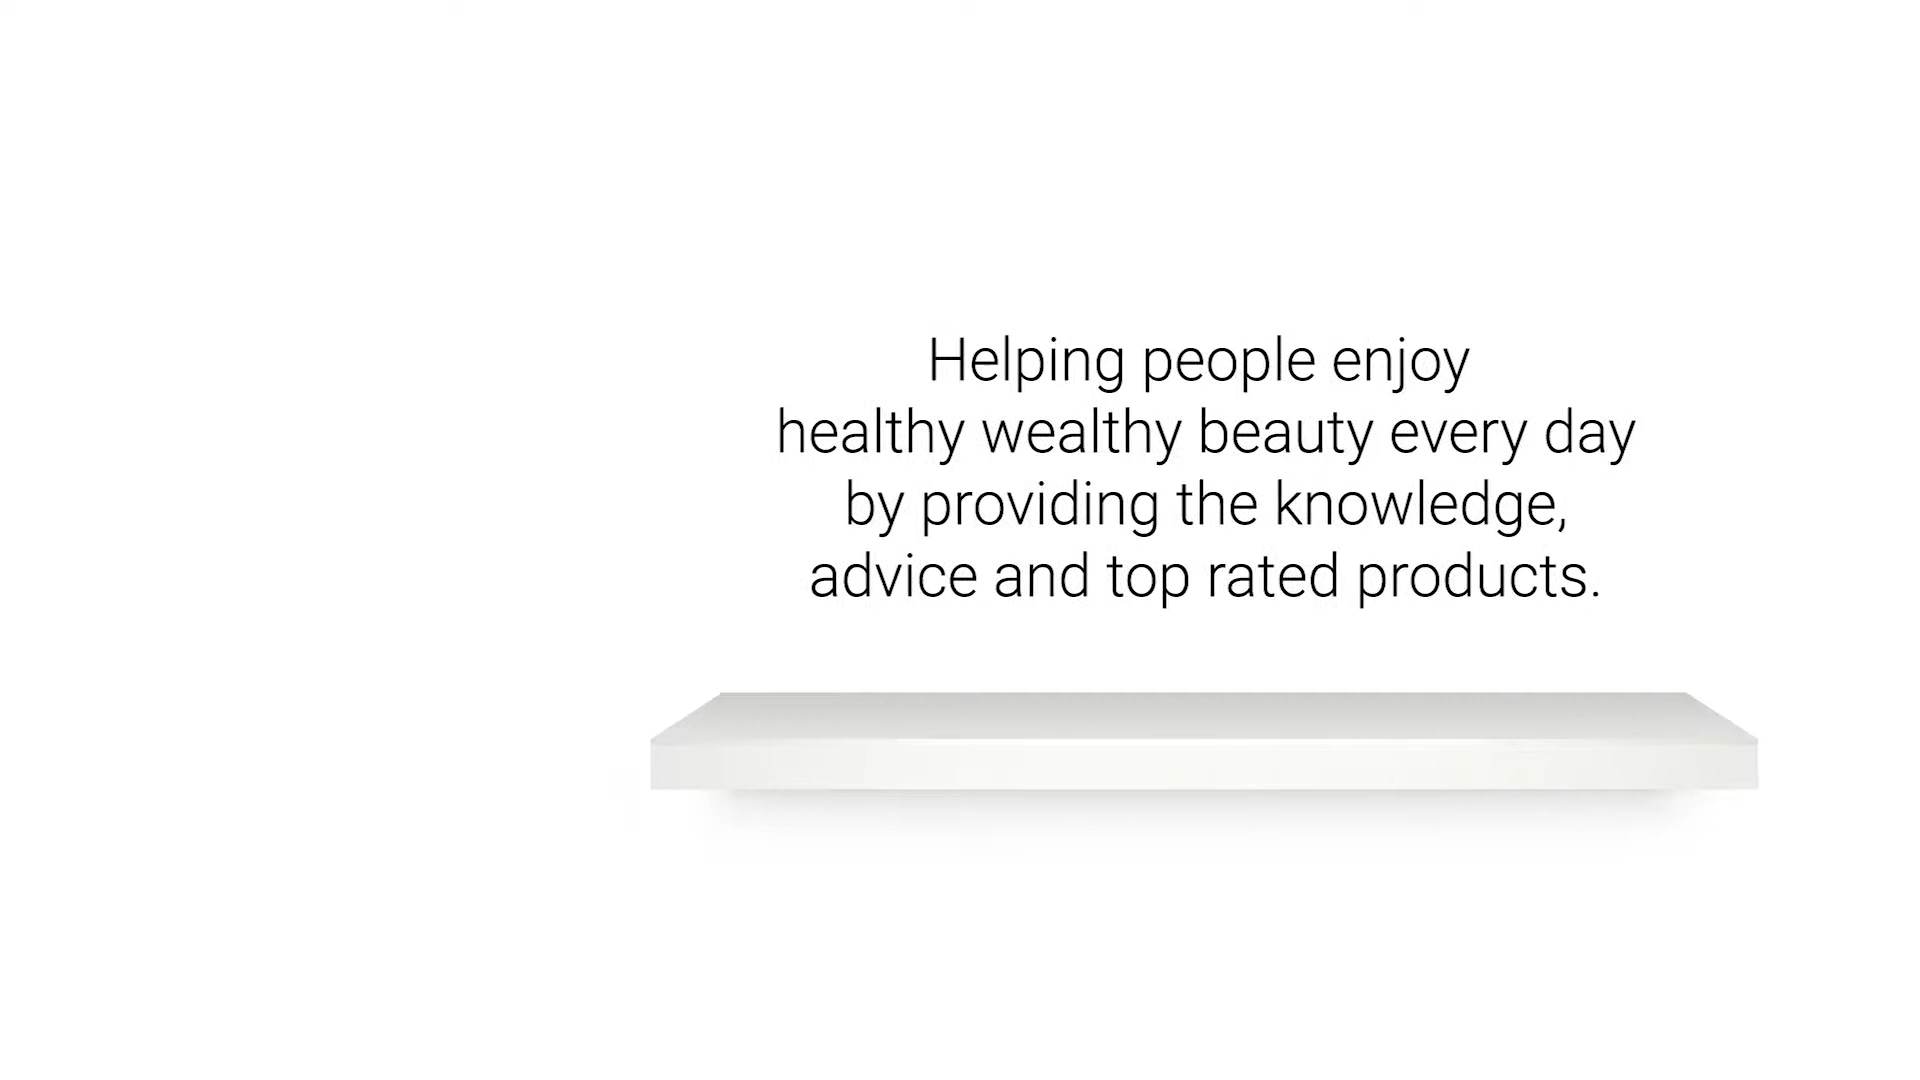 Helping people enjoy
healthy wealthy beauty every day
by providing the knowledge,
advice and top rated products.